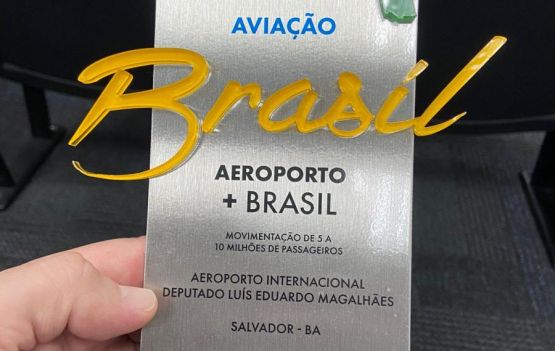 AVIAÇÃO
Brasil
AEROPORTO
+ BRASIL
MOVIMENTAÇÃO DE 5 A
10 MILHÕES DE PASSAGEIROS
AEROPORTO INTERNACIONAL
DEPUTADO LUÍS EDUARDO MAGALHÃES
SALVADOR - BA